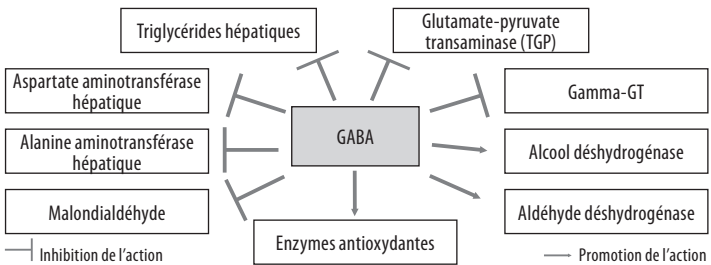 Triglycérides hépatiques
Glutamate-pyruvate
transaminase (TGP)
Aspartate aminotransférase
hépatique
Gamma-GT
GABA
Alanine aminotransférase
hépatique
Alcool déshydrogénase
Malondialdéhyde
Aldéhyde déshydrogénase
Enzymes antioxydantes
Inhibition de l'action
Promotion de l'action